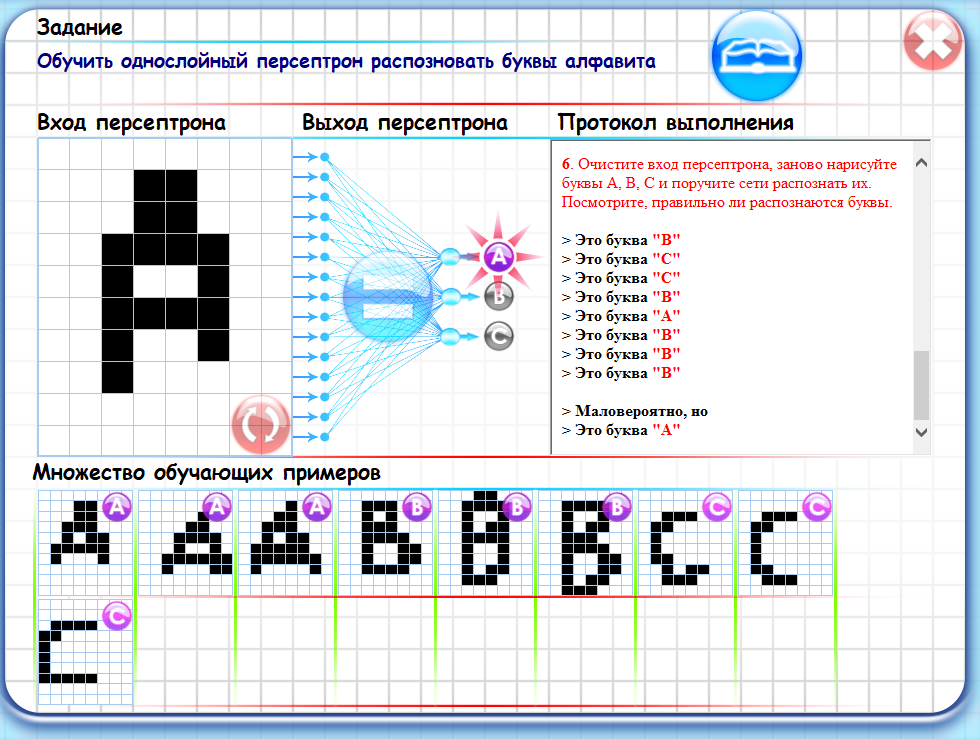 Задание
Обучить однослойный персептрон распозновать буквы алфавита
Вход персептрона
Выход персептрона
Протокол выполнения
6. Очистите вход персептрона, заново нарисуйте
буквы А, В, С и поручите сети распознать их.
Посмотрите, правильно ли распознаются буквы.
> Это буква "B"
> Это буква "C"
> Это буква "C"
> Это буква "B"
> Это буква "A"
> Это буква "B"
> Это буква "B"
> Это буква "B"
> Маловероятно, но
> Это буква "A"
A
B
C
Множество обучающих примеров
A A A B B B C C
C